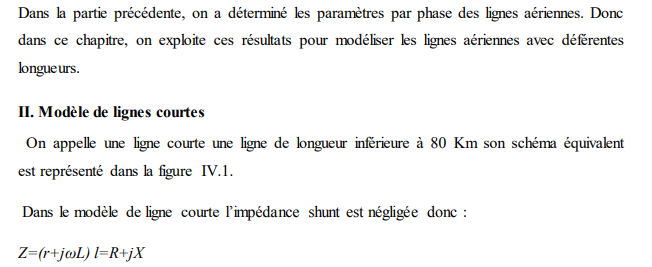 Dans la partie précédente, on a déterminé les paramètres par phase des lignes aériennes. Donc
dans ce chapitre, on exploite ces résultats pour modéliser les lignes aériennes avec déférentes
longueurs.
II. Modèle de lignes courtes
On appelle une ligne courte une ligne de longueur inférieure à 80 Km son schéma équivalent
est représenté dans la figure IV.1.
Dans le modèle de ligne courte l'impédance shunt est négligée donc :
Z=(r+jωL) l=R+jX